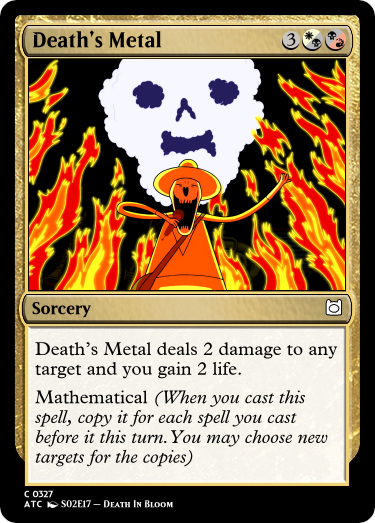 Death's Metal
3
Sorcery
Death's Metal deals 2 damage to any
target and you gain 2 life.
Mathematical (When you cast this
spell, copy it for each spell you cast
before it this turn.You may choose new
targets for the copies)
C 0327
ATC S02E17 – Death In Bloom